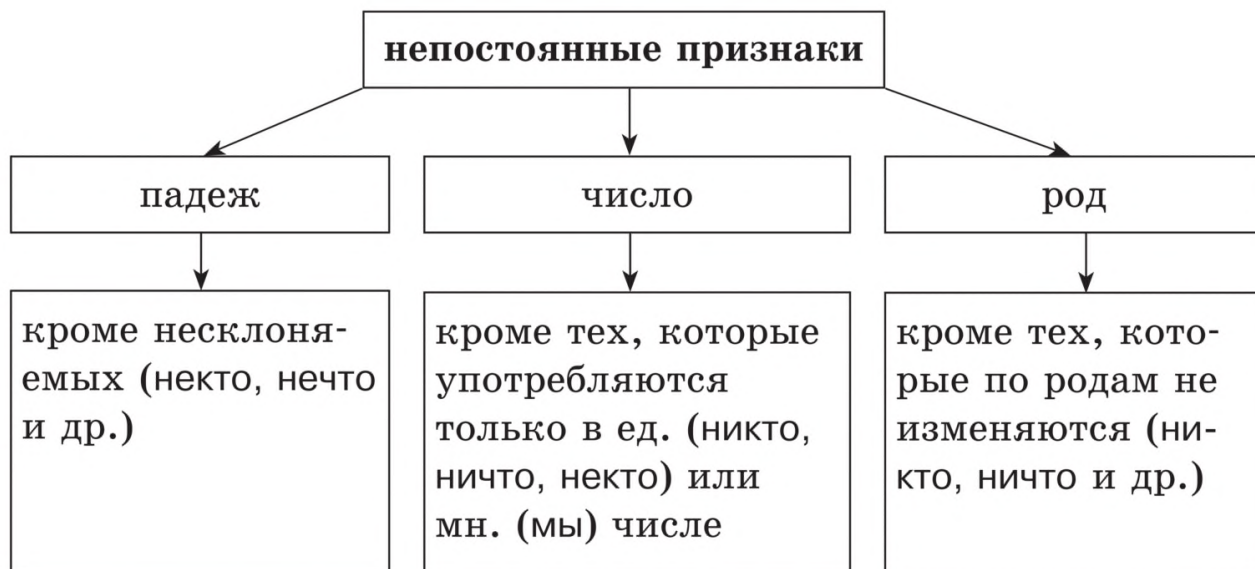 непостоянные признаки
падеж
число
род
кроме несклоня-
емых (некто, нечто
и др.)
кроме тех, которые
употребляются
только в ед. (никто,
ничто, некто) или
мн. (мы) числе
кроме тех, кото-
рые по родам не
изменяются (ни-
кто, ничто и др.)